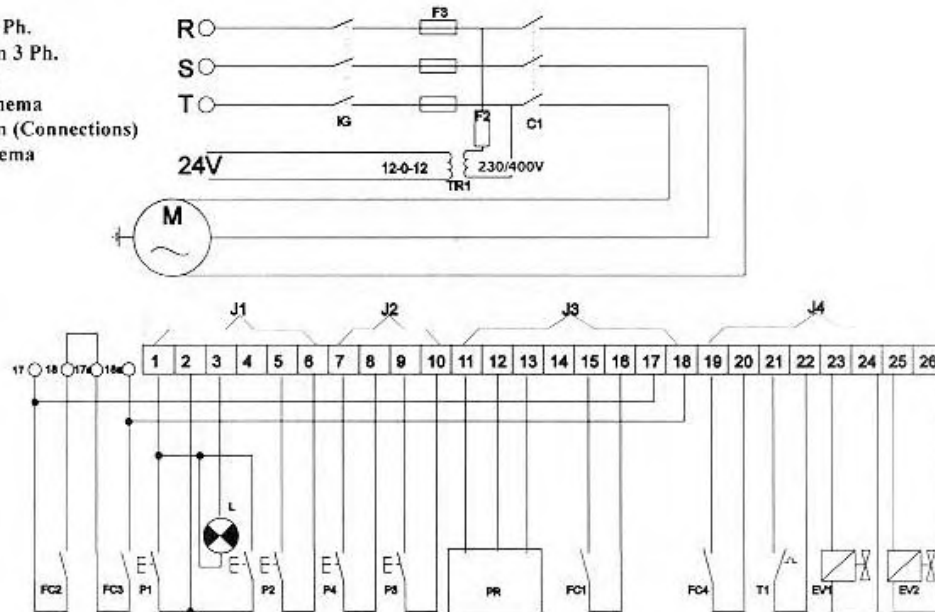 Ph.
n 3 Ph.
nema
n (Connections)
ema
R
S
T
F3
IG
F2
C1
24V
12-0-12
230/400V
TR1
M
J1
J2
J3
J4
17
18
17a
18a
1 2 3 4 5 6 7 8 9 10 11 12 13 14 15 16 17 18 19 20 21 22 23 24 25 26
L
FC2
FC3
P1
P2
P4
P3
PR
FC1
FC4
T1
EV1
EV2